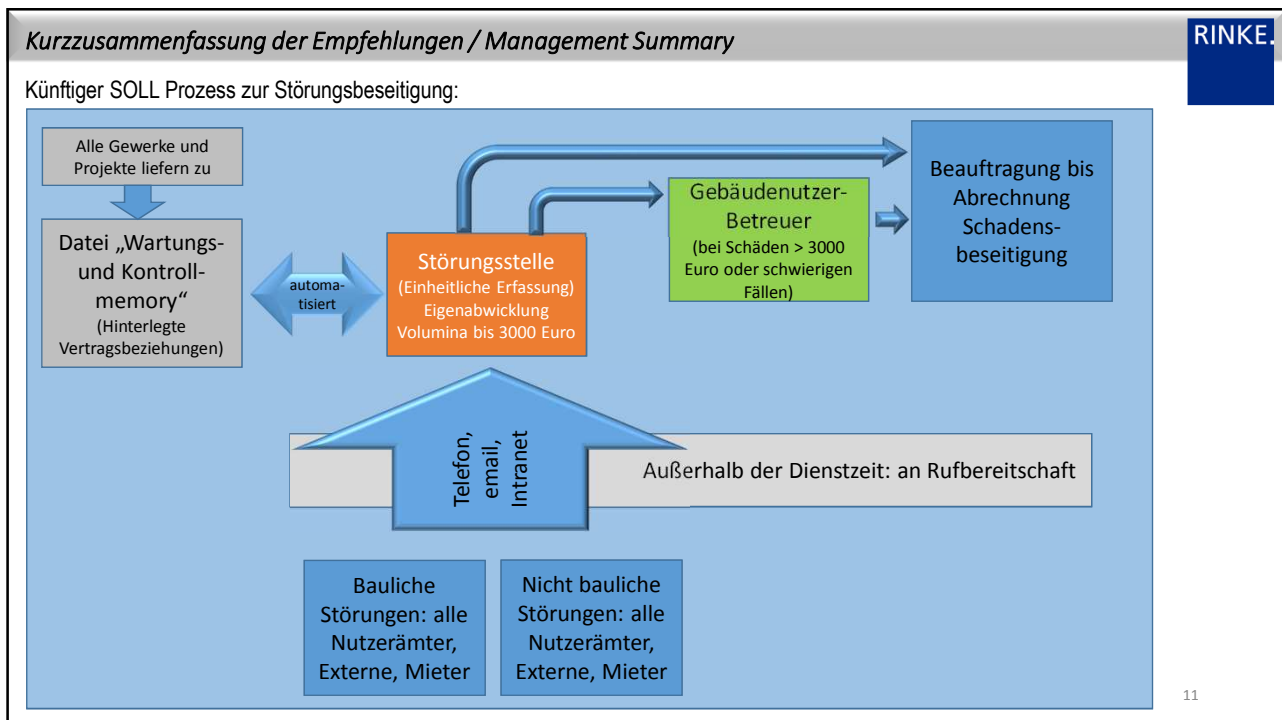 Kurzzusammenfassung der Empfehlungen / Management Summary
RINKE.
Künftiger SOLL Prozess zur Störungsbeseitigung:
Alle Gewerke und
Projekte liefern zu
Datei „Wartungs-
und Kontroll-
memory“
(Hinterlegte
Vertragsbeziehungen)
automa-
tisiert
Störungsstelle
(Einheitliche Erfassung)
Eigenabwicklung
Volumina bis 3000 Euro
Gebäudenutzer-
Betreuer
(bei Schäden > 3000
Euro oder schwierigen
Fällen)
Beauftragung bis
Abrechnung
Schadens-
beseitigung
Telefon,
email,
Intranet
Außerhalb der Dienstzeit: an Rufbereitschaft
Bauliche
Störungen: alle
Nutzerämter,
Externe, Mieter
Nicht bauliche
Störungen: alle
Nutzerämter,
Externe, Mieter
11